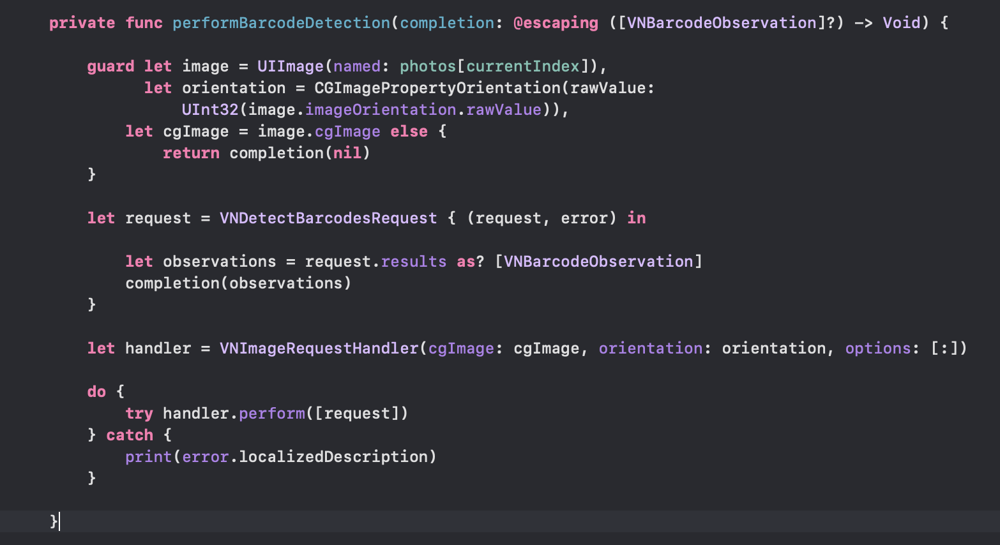 private func performBarcodeDetection(completion: @escaping ([VNBarcodeObservation]?) -> Void) {
guard let image = UIImage(named: photos[currentIndex]),
let orientation = CGImagePropertyOrientation(rawValue:
UInt32(image.imageOrientation.rawValue)),
let cgImage = image.cgImage else {
return completion(nil)
}
let request = VNDetectBarcodesRequest { (request, error) in
let observations = request.results as? [VNBarcodeObservation]
completion(observations)
}
let handler = VNImageRequestHandler(cgImage: cgImage, orientation: orientation, options: [:])
do {
try handler.perform([request])
} catch {
print(error.localizedDescription)
}
}